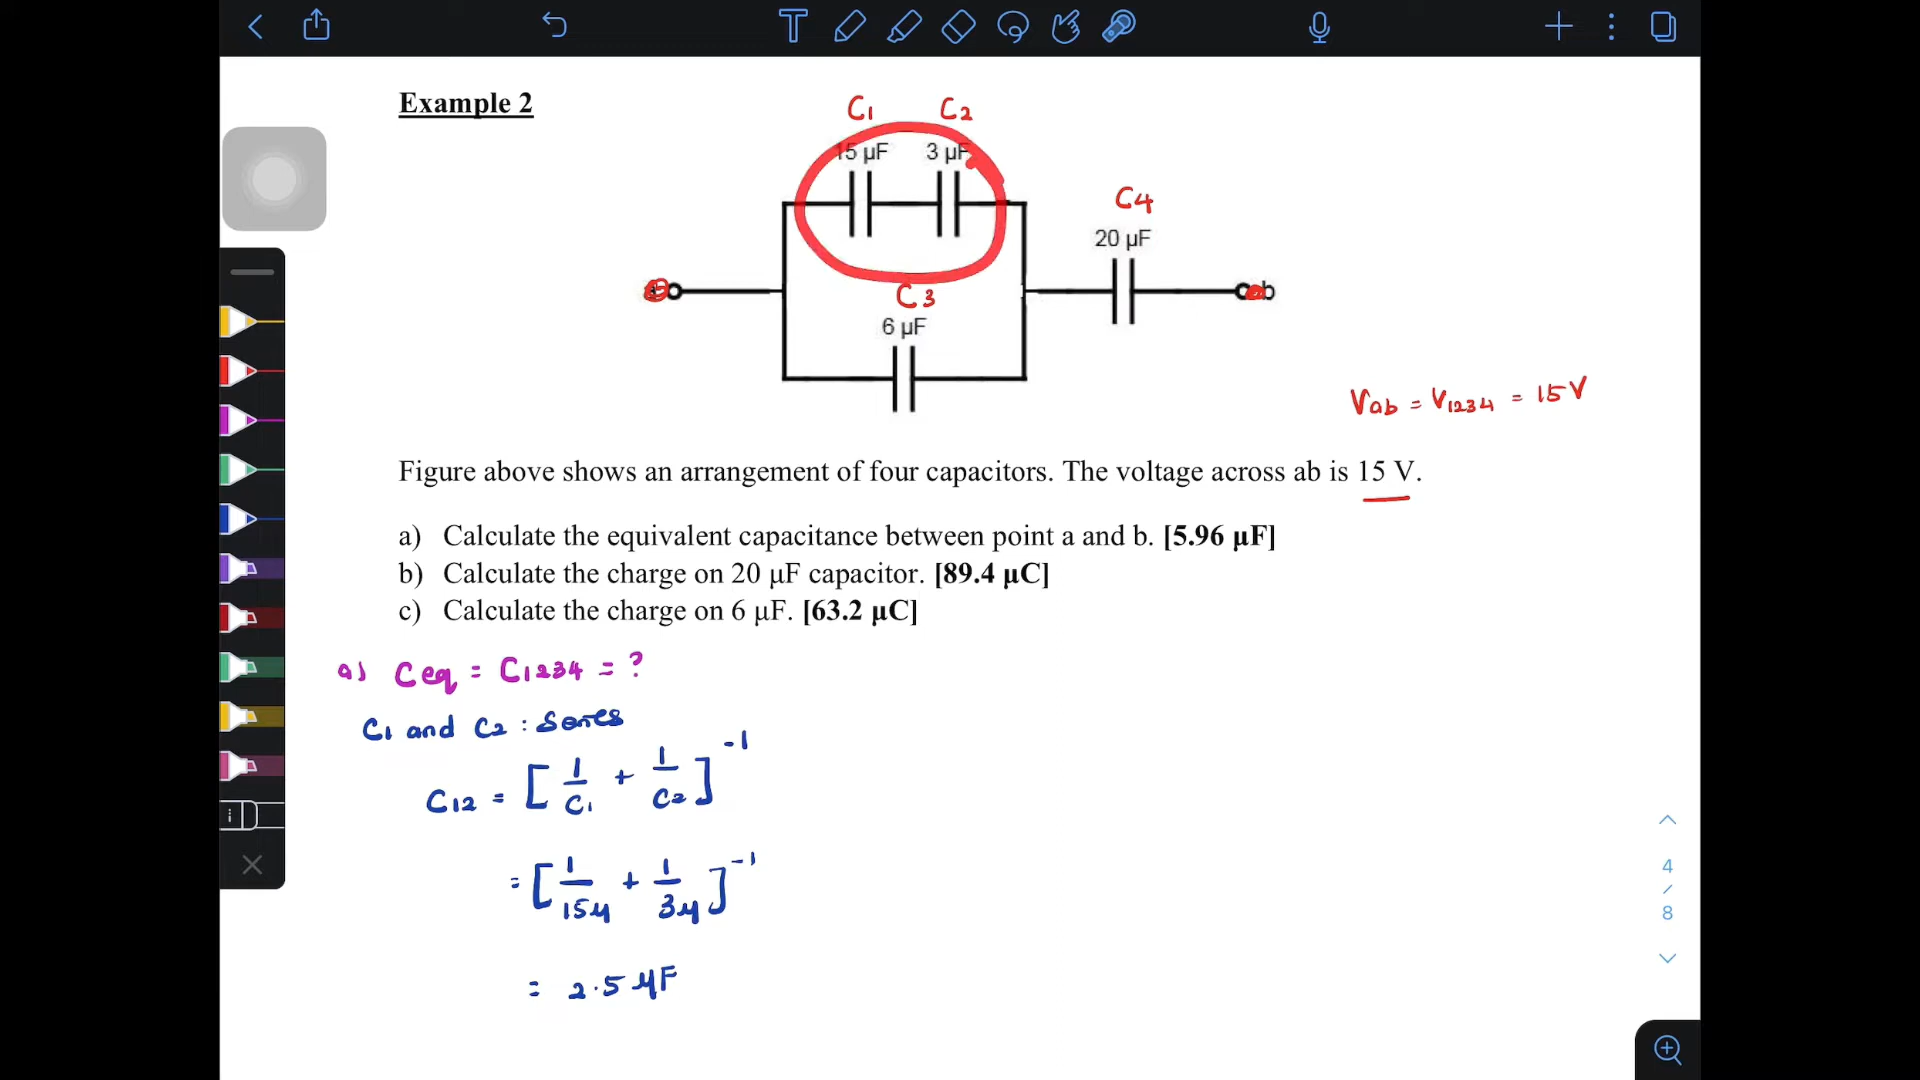 Example 2
C1 C2
15 µF 3 µF
C4
20 µF
b
C3
6 µF
Vab = V1234 = 15V
Figure above shows an arrangement of four capacitors. The voltage across ab is 15 V.
a) Calculate the equivalent capacitance between point a and b. [5.96 µF]
b) Calculate the charge on 20 µF capacitor. [89.4 µC]
c) Calculate the charge on 6 µF. [63.2 µC]
a) Ceq = C1234 = ?
C1 and C2 : Series
C12 = [ 1/C1 + 1/C2 ]^-1
= [ 1/15µ + 1/3µ ]^-1
= 2.5 µF
4
/
8